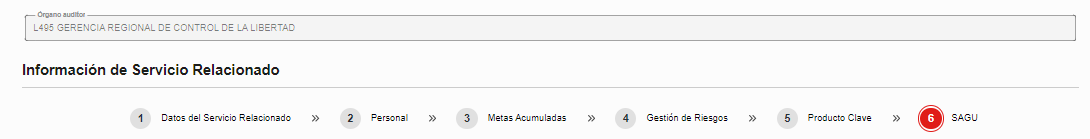 Órgano auditor
L495 GERENCIA REGIONAL DE CONTROL DE LA LIBERTAD
Información de Servicio Relacionado
1 Datos del Servicio Relacionado » 2 Personal » 3 Metas Acumuladas » 4 Gestión de Riesgos » 5 Producto Clave » 6 SAGU